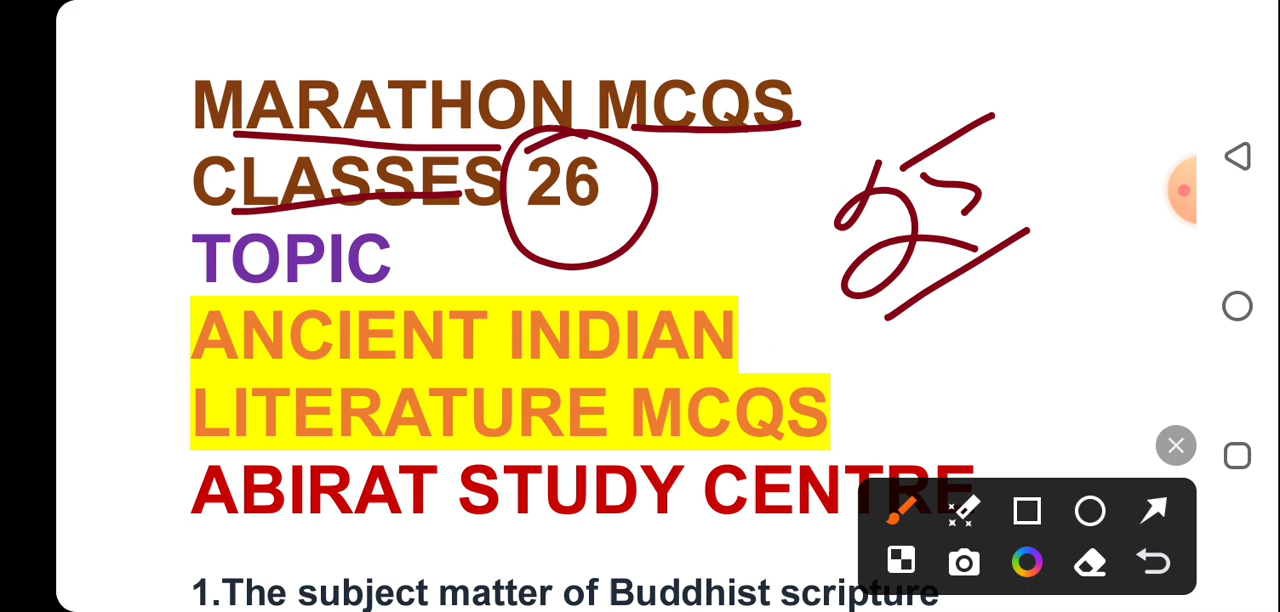 MARATHON MCQS
CLASSES 26
TOPIC
ANCIENT INDIAN
LITERATURE MCQS
ABIRAT STUDY CENTRE
1.The subject matter of Buddhist scripture